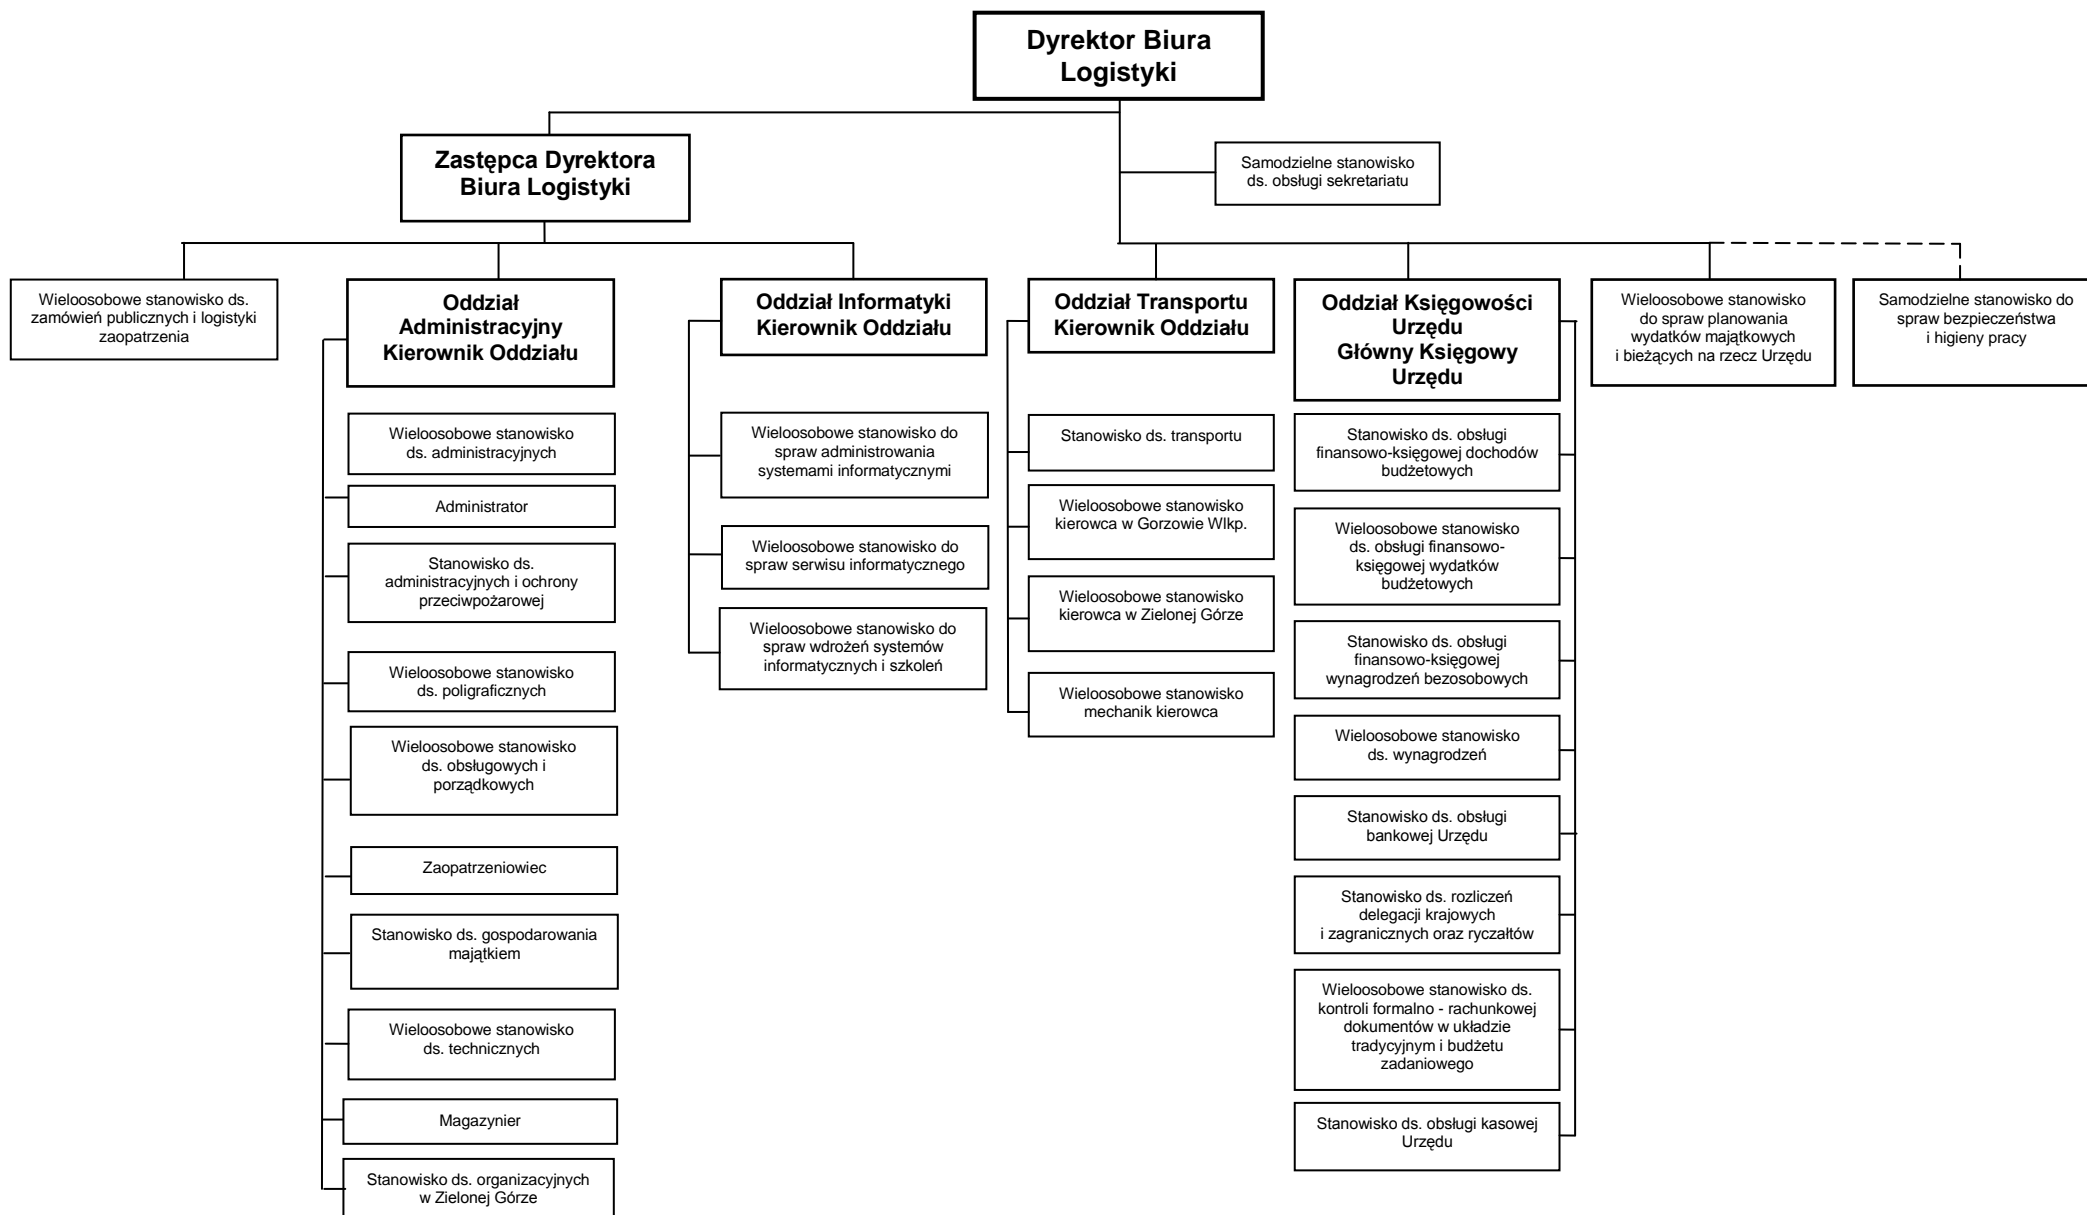 Dyrektor Biura
Logistyki
Zastępca Dyrektora
Biura Logistyki
Samodzielne stanowisko
ds. obsługi sekretariatu
Wieloosobowe stanowisko ds.
zamówień publicznych i logistyki
zaopatrzenia
Oddział
Administracyjny
Kierownik Oddziału
Wieloosobowe stanowisko
ds. administracyjnych
Administrator
Stanowisko ds.
administracyjnych i ochrony
przeciwpożarowej
Wieloosobowe stanowisko
ds. poligraficznych
Wieloosobowe stanowisko
ds. obsługowych i
porządkowych
Zaopatrzeniowiec
Stanowisko ds. gospodarowania
majątkiem
Wieloosobowe stanowisko
ds. technicznych
Magazynier
Stanowisko ds. organizacyjnych
w Zielonej Górze
Oddział Informatyki
Kierownik Oddziału
Wieloosobowe stanowisko do
spraw administrowania
systemami informatycznymi
Wieloosobowe stanowisko do
spraw serwisu informatycznego
Wieloosobowe stanowisko do
spraw wdrożeń systemów
informatycznych i szkoleń
Oddział Transportu
Kierownik Oddziału
Stanowisko ds. transportu
Wieloosobowe stanowisko
kierowca w Gorzowie Wlkp.
Wieloosobowe stanowisko
kierowca w Zielonej Górze
Wieloosobowe stanowisko
mechanik kierowca
Oddział Księgowości
Urzędu
Główny Księgowy
Urzędu
Stanowisko ds. obsługi
finansowo-księgowej dochodów
budżetowych
Wieloosobowe stanowisko
ds. obsługi finansowo-
księgowej wydatków
budżetowych
Stanowisko ds. obsługi
finansowo-księgowej
wynagrodzeń bezosobowych
Wieloosobowe stanowisko
ds. wynagrodzeń
Stanowisko ds. obsługi
bankowej Urzędu
Stanowisko ds. rozliczeń
delegacji krajowych
i zagranicznych oraz ryczałtów
Wieloosobowe stanowisko ds.
kontroli formalno - rachunkowej
dokumentów w układzie
tradycyjnym i budżetu
zadaniowego
Stanowisko ds. obsługi kasowej
Urzędu
Wieloosobowe stanowisko
do spraw planowania
wydatków majątkowych
i bieżących na rzecz Urzędu
Samodzielne stanowisko do
spraw bezpieczeństwa
i higieny pracy